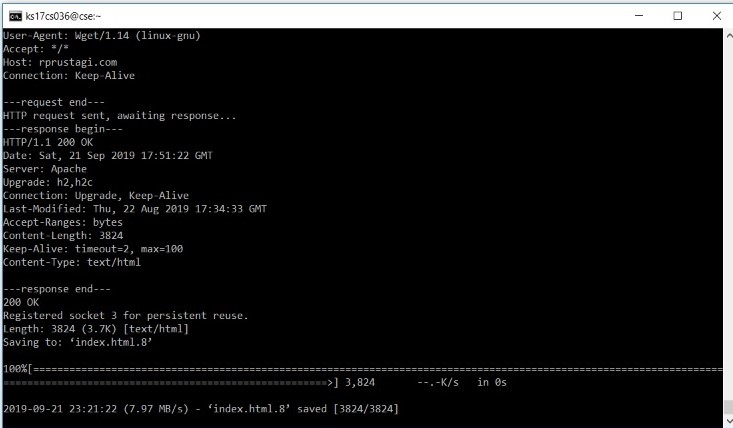 ks17cs036@cse:~
User-Agent: Wget/1.14 (linux-gnu)
Accept: */*
Host: rprustagi.com
Connection: Keep-Alive
---request end---
HTTP request sent, awaiting response...
---response begin---
HTTP/1.1 200 OK
Date: Sat, 21 Sep 2019 17:51:22 GMT
Server: Apache
Upgrade: h2,h2c
Connection: Upgrade, Keep-Alive
Last-Modified: Thu, 22 Aug 2019 17:34:33 GMT
Accept-Ranges: bytes
Content-Length: 3824
Keep-Alive: timeout=2, max=100
Content-Type: text/html
---response end---
200 OK
Registered socket 3 for persistent reuse.
Length: 3824 (3.7K) [text/html]
Saving to: ‘index.html.8’
100%[===================================================================================================================
======================================================>] 3,824 --.-K/s in 0s
2019-09-21 23:21:22 (7.97 MB/s) - ‘index.html.8’ saved [3824/3824]